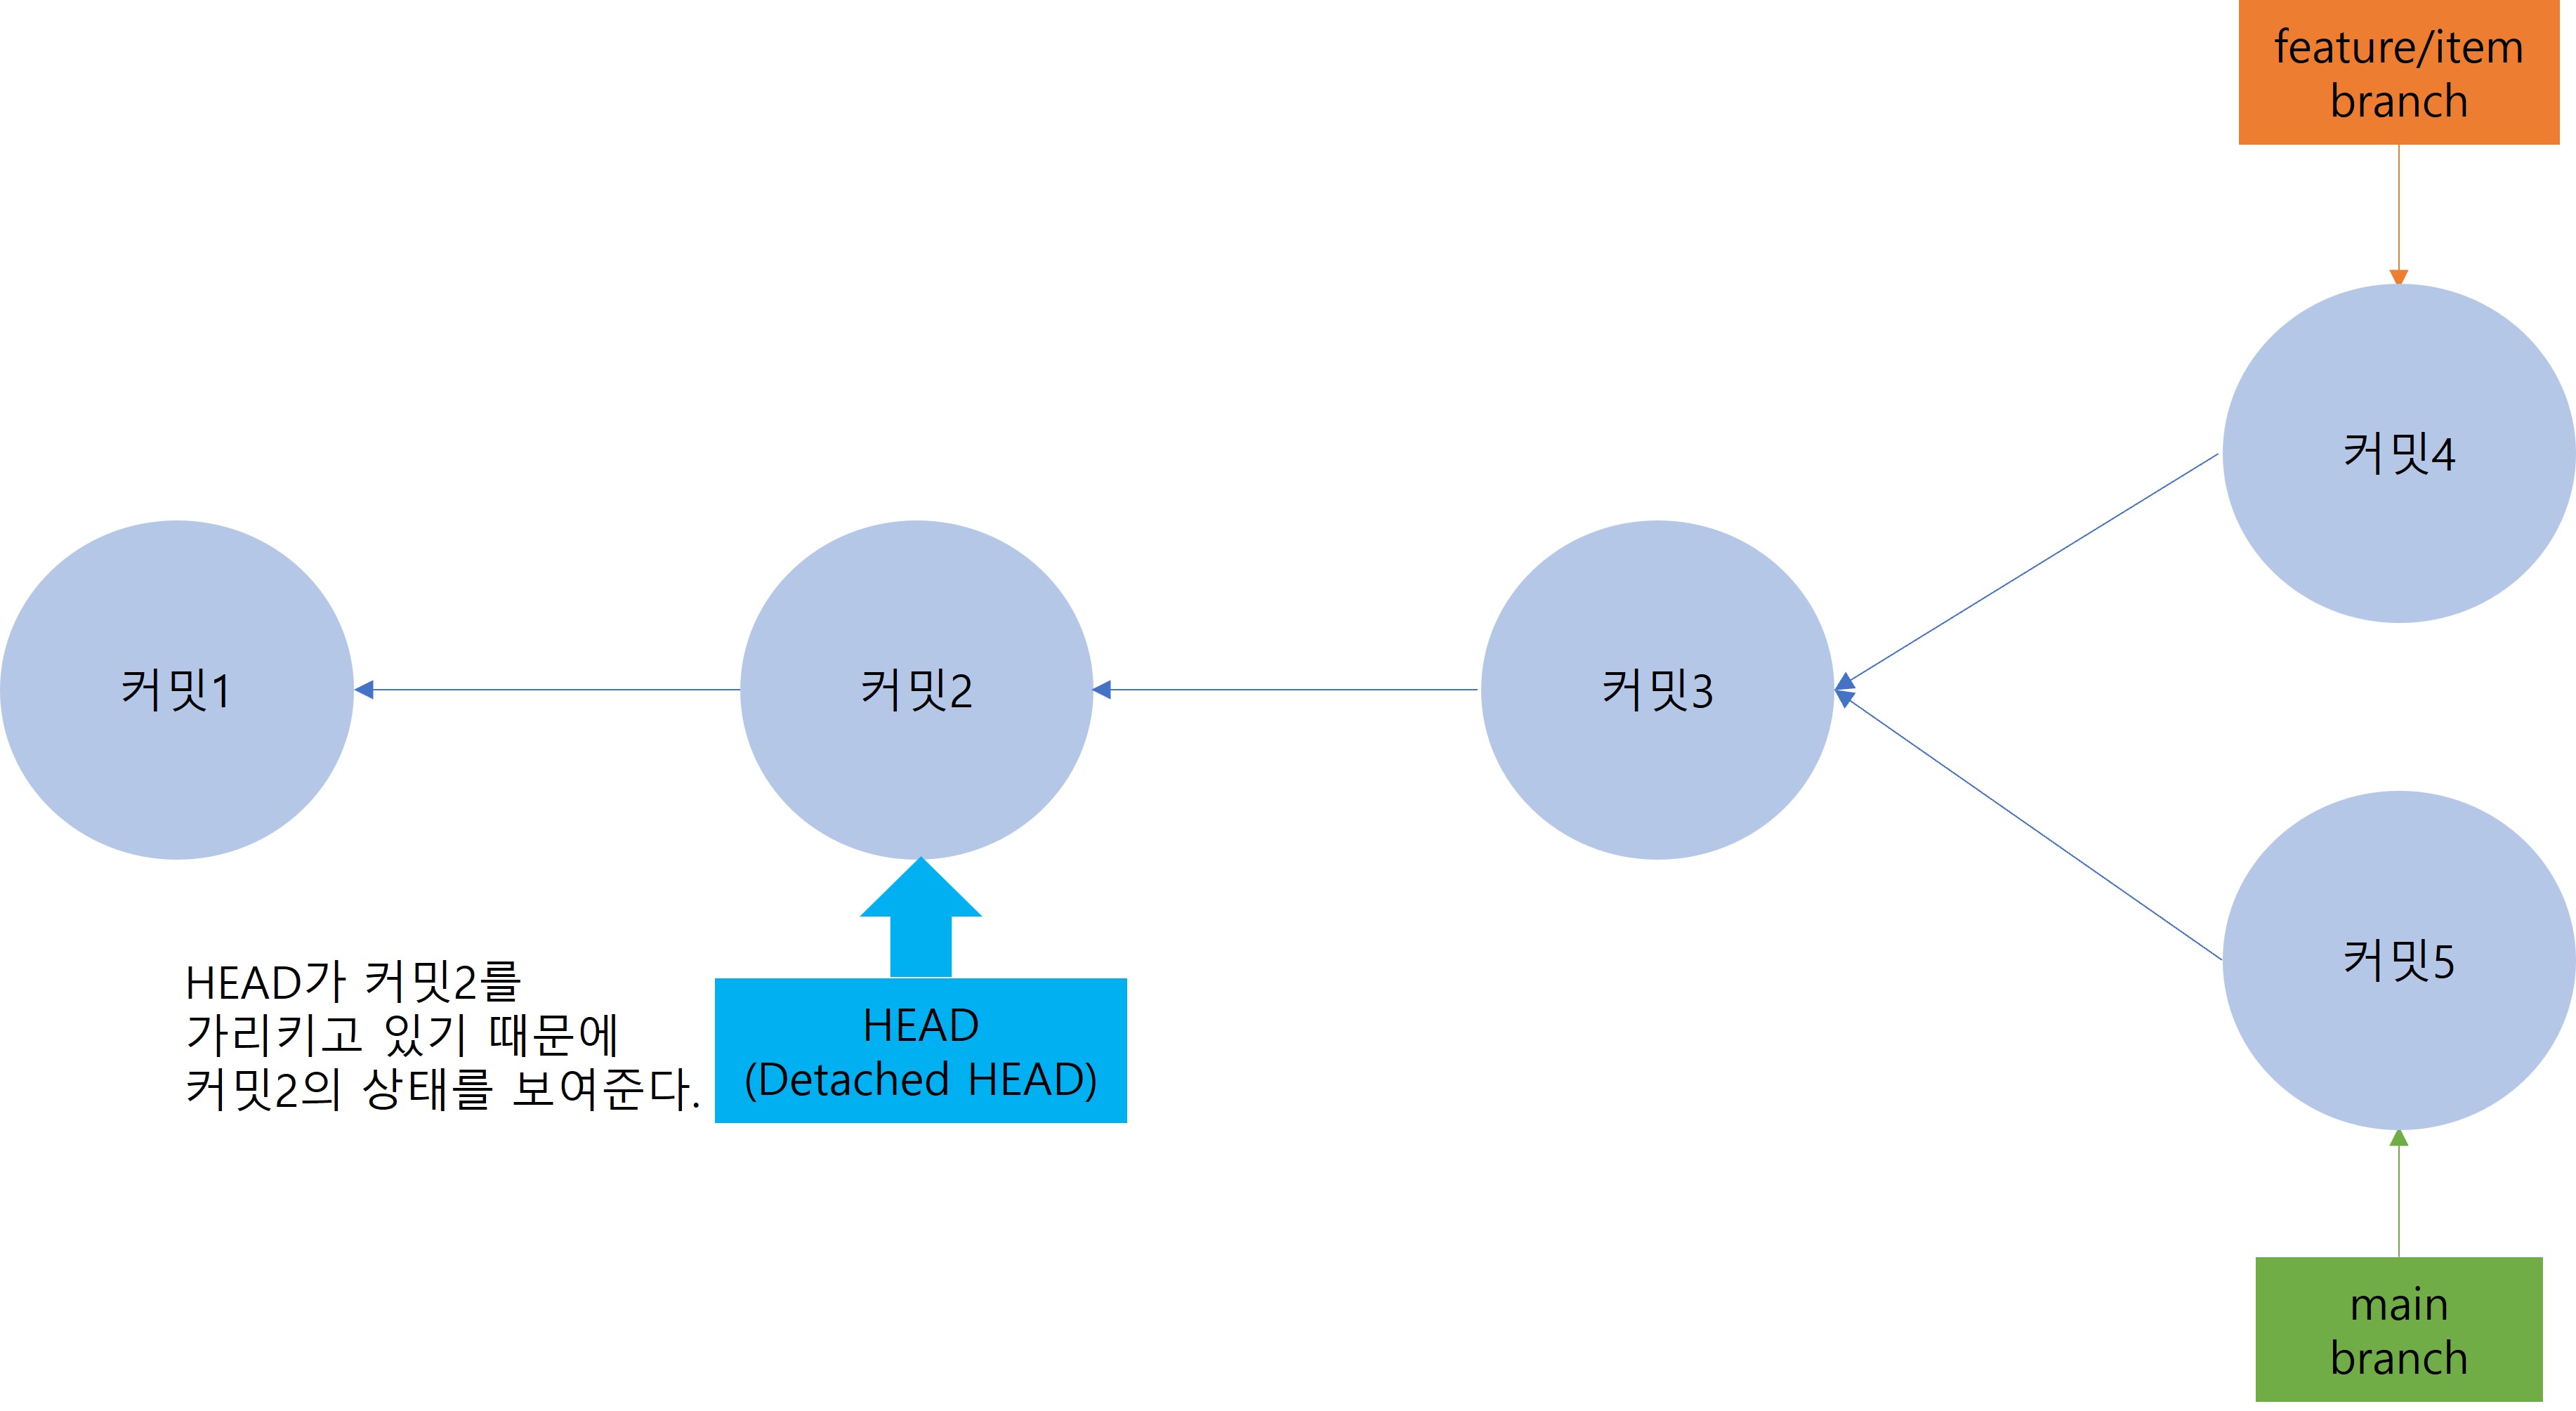 feature/item
branch
커밋4
커밋1
커밋2
커밋3
커밋5
HEAD가 커밋2를
가리키고 있기 때문에
커밋2의 상태를 보여준다.
HEAD
(Detached HEAD)
main
branch